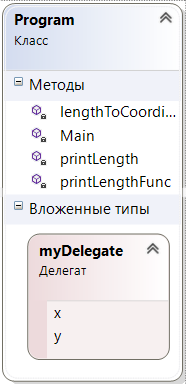 Program
Класс
Методы
lengthToCoordi...
Main
printLength
printLengthFunc
Вложенные типы
myDelegate
Делегат
x
y